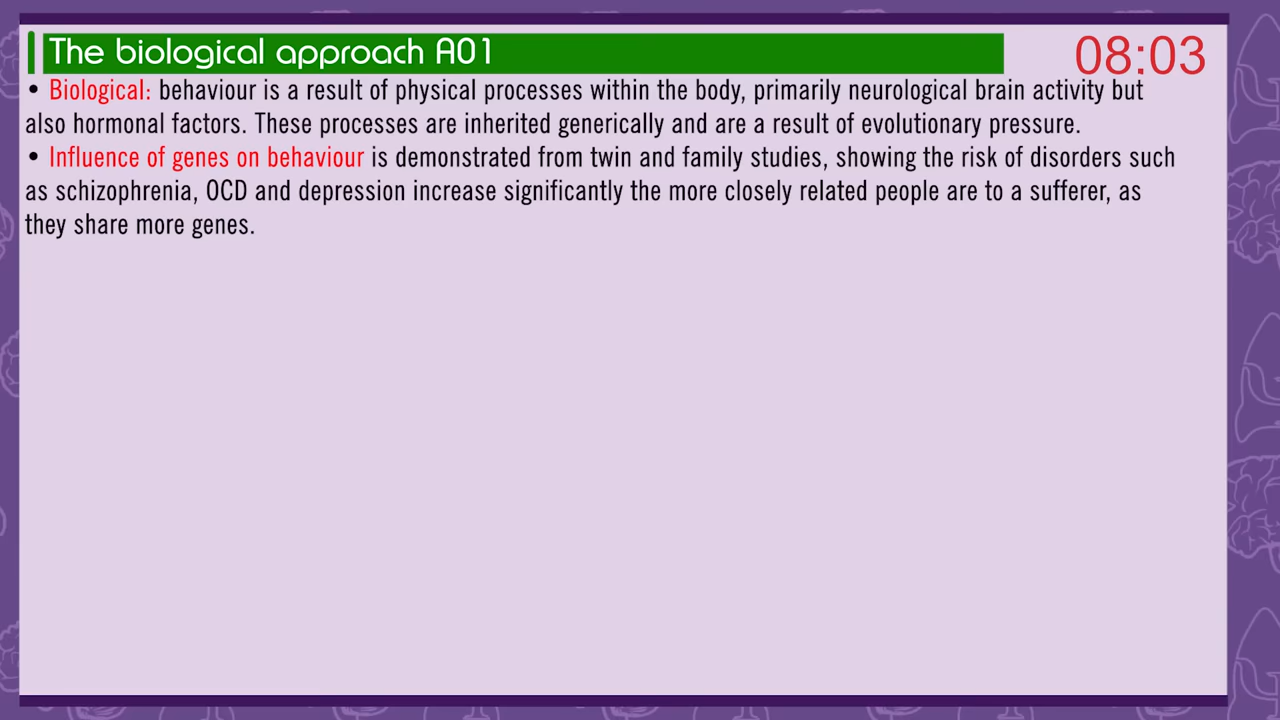 The biological approach A01
08:03
• Biological: behaviour is a result of physical processes within the body, primarily neurological brain activity but
also hormonal factors. These processes are inherited generically and are a result of evolutionary pressure.
• Influence of genes on behaviour is demonstrated from twin and family studies, showing the risk of disorders such
as schizophrenia, OCD and depression increase significantly the more closely related people are to a sufferer, as
they share more genes.